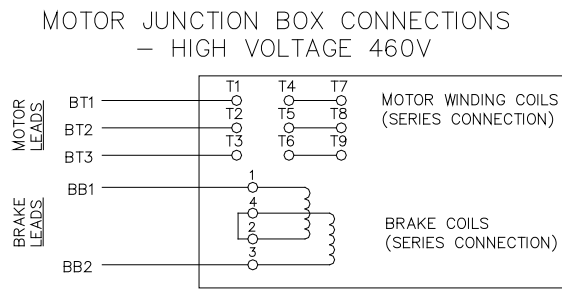 MOTOR JUNCTION BOX CONNECTIONS
– HIGH VOLTAGE 460V
MOTOR
LEADS
BT1
BT2
BT3
T1 T4 T7
T2 T5 T8
T3 T6 T9
MOTOR WINDING COILS
(SERIES CONNECTION)
BRAKE
LEADS
BB1
BB2
1
4
2
3
BRAKE COILS
(SERIES CONNECTION)